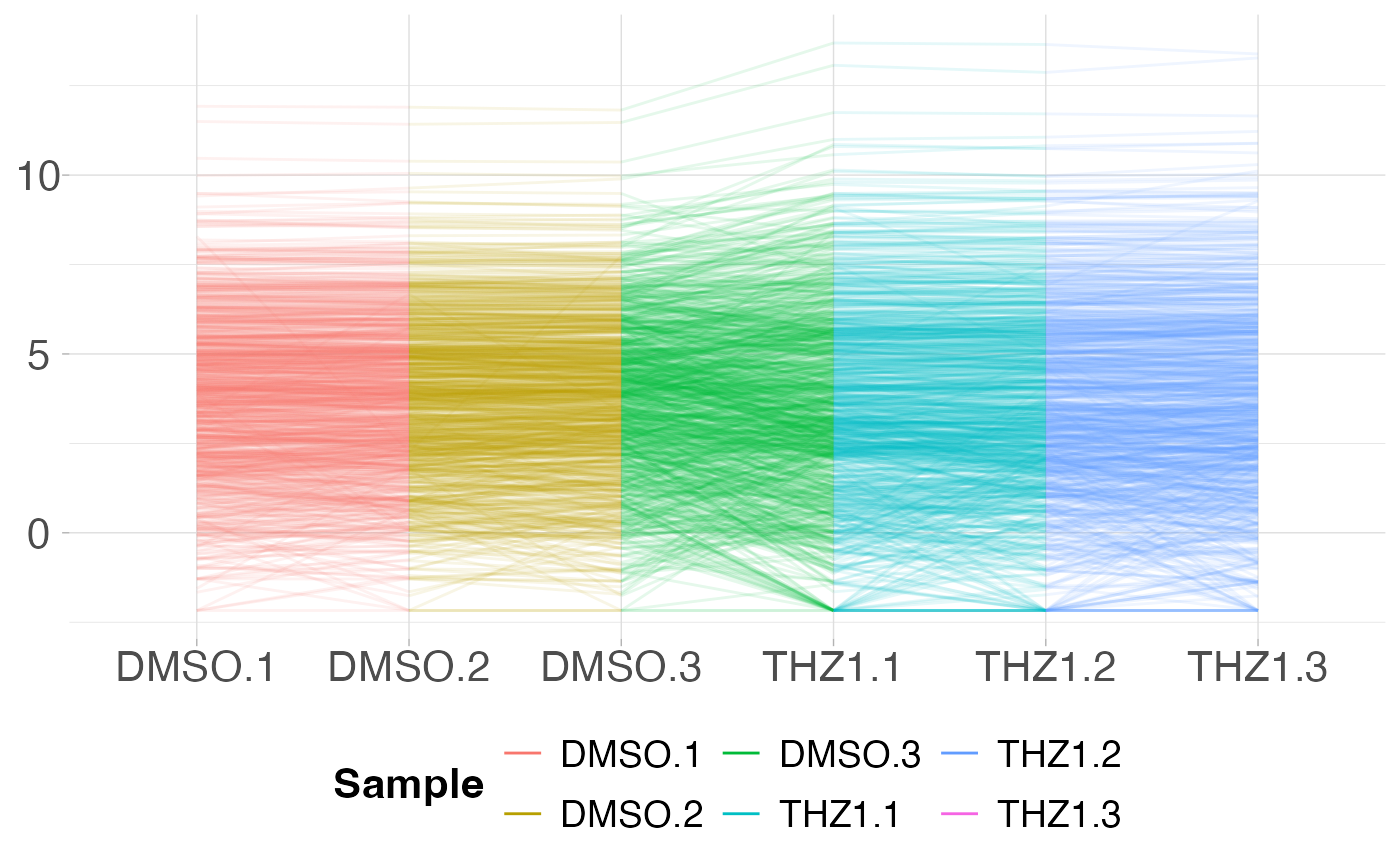 10
5
0
DMSO.1 DMSO.2 DMSO.3 THZ1.1 THZ1.2 THZ1.3
Sample
DMSO.1 DMSO.3 THZ1.2
DMSO.2 THZ1.1 THZ1.3